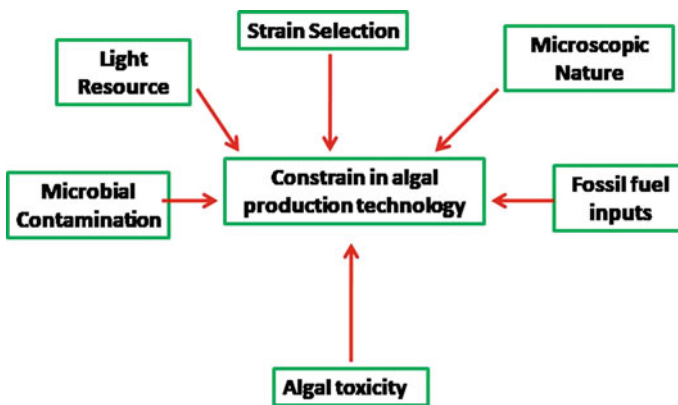 Strain Selection
Light
Resource
Microscopic
Nature
Microbial
Contamination
Constrain in algal
production technology
Fossil fuel
inputs
Algal toxicity